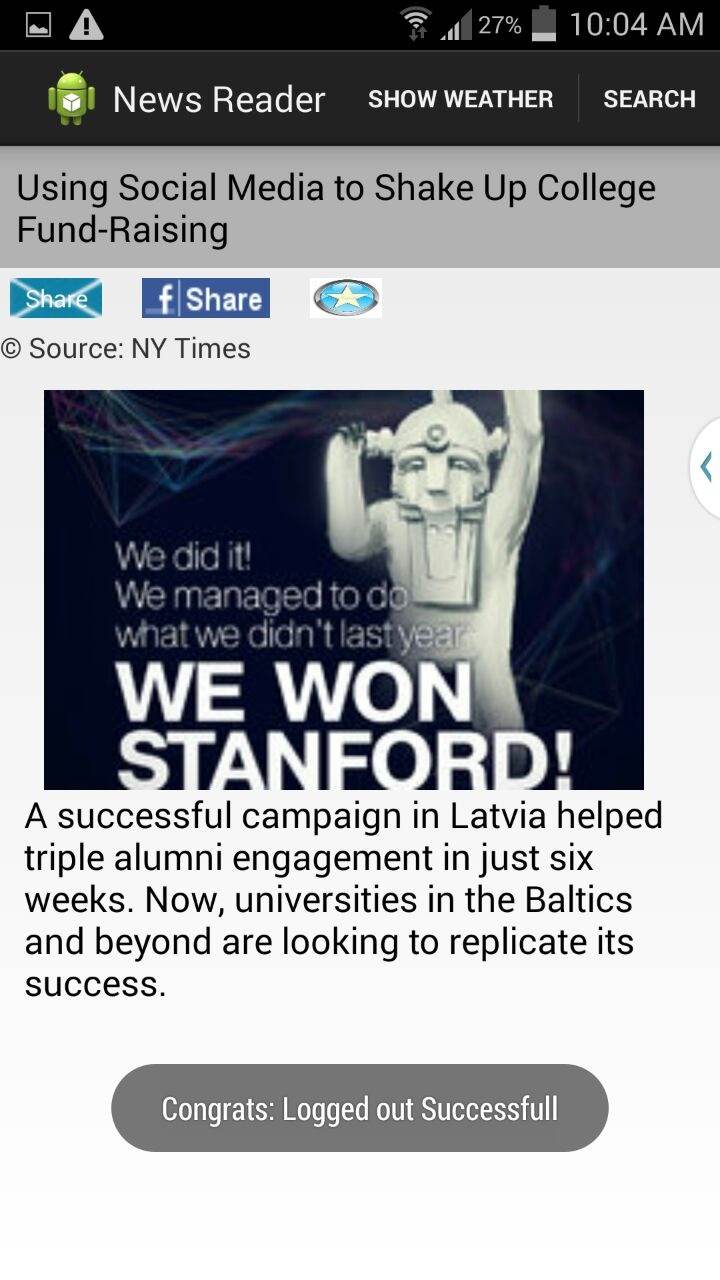 27% 10:04 AM
News Reader SHOW WEATHER SEARCH
Using Social Media to Shake Up College
Fund-Raising
Share f Share
© Source: NY Times
We did it!
We managed to do
what we didn't last year
WE WON
STANFORD!
A successful campaign in Latvia helped
triple alumni engagement in just six
weeks. Now, universities in the Baltics
and beyond are looking to replicate its
success.
Congrats: Logged out Successfull